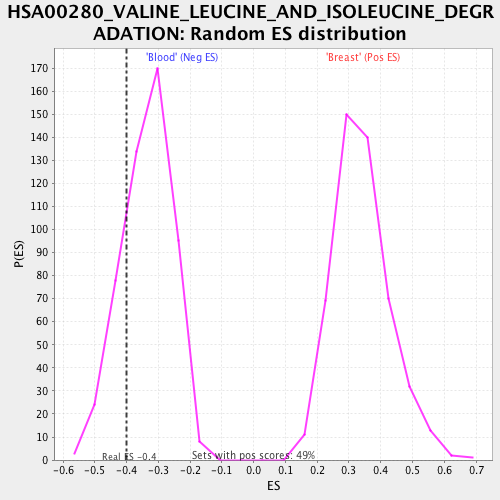 HSA00280_VALINE_LEUCINE_AND_ISOLEUCINE_DEGR
ADATION: Random ES distribution
'Blood' (Neg ES)
'Breast' (Pos ES)
170
160
150
140
130
120
110
100
90
80
70
60
50
40
30
20
10
0
P(ES)
Real ES -0.4
Sets with pos scores: 49%
-0.6 -0.5 -0.4 -0.3 -0.2 -0.1 0.0 0.1 0.2 0.3 0.4 0.5 0.6 0.7
ES